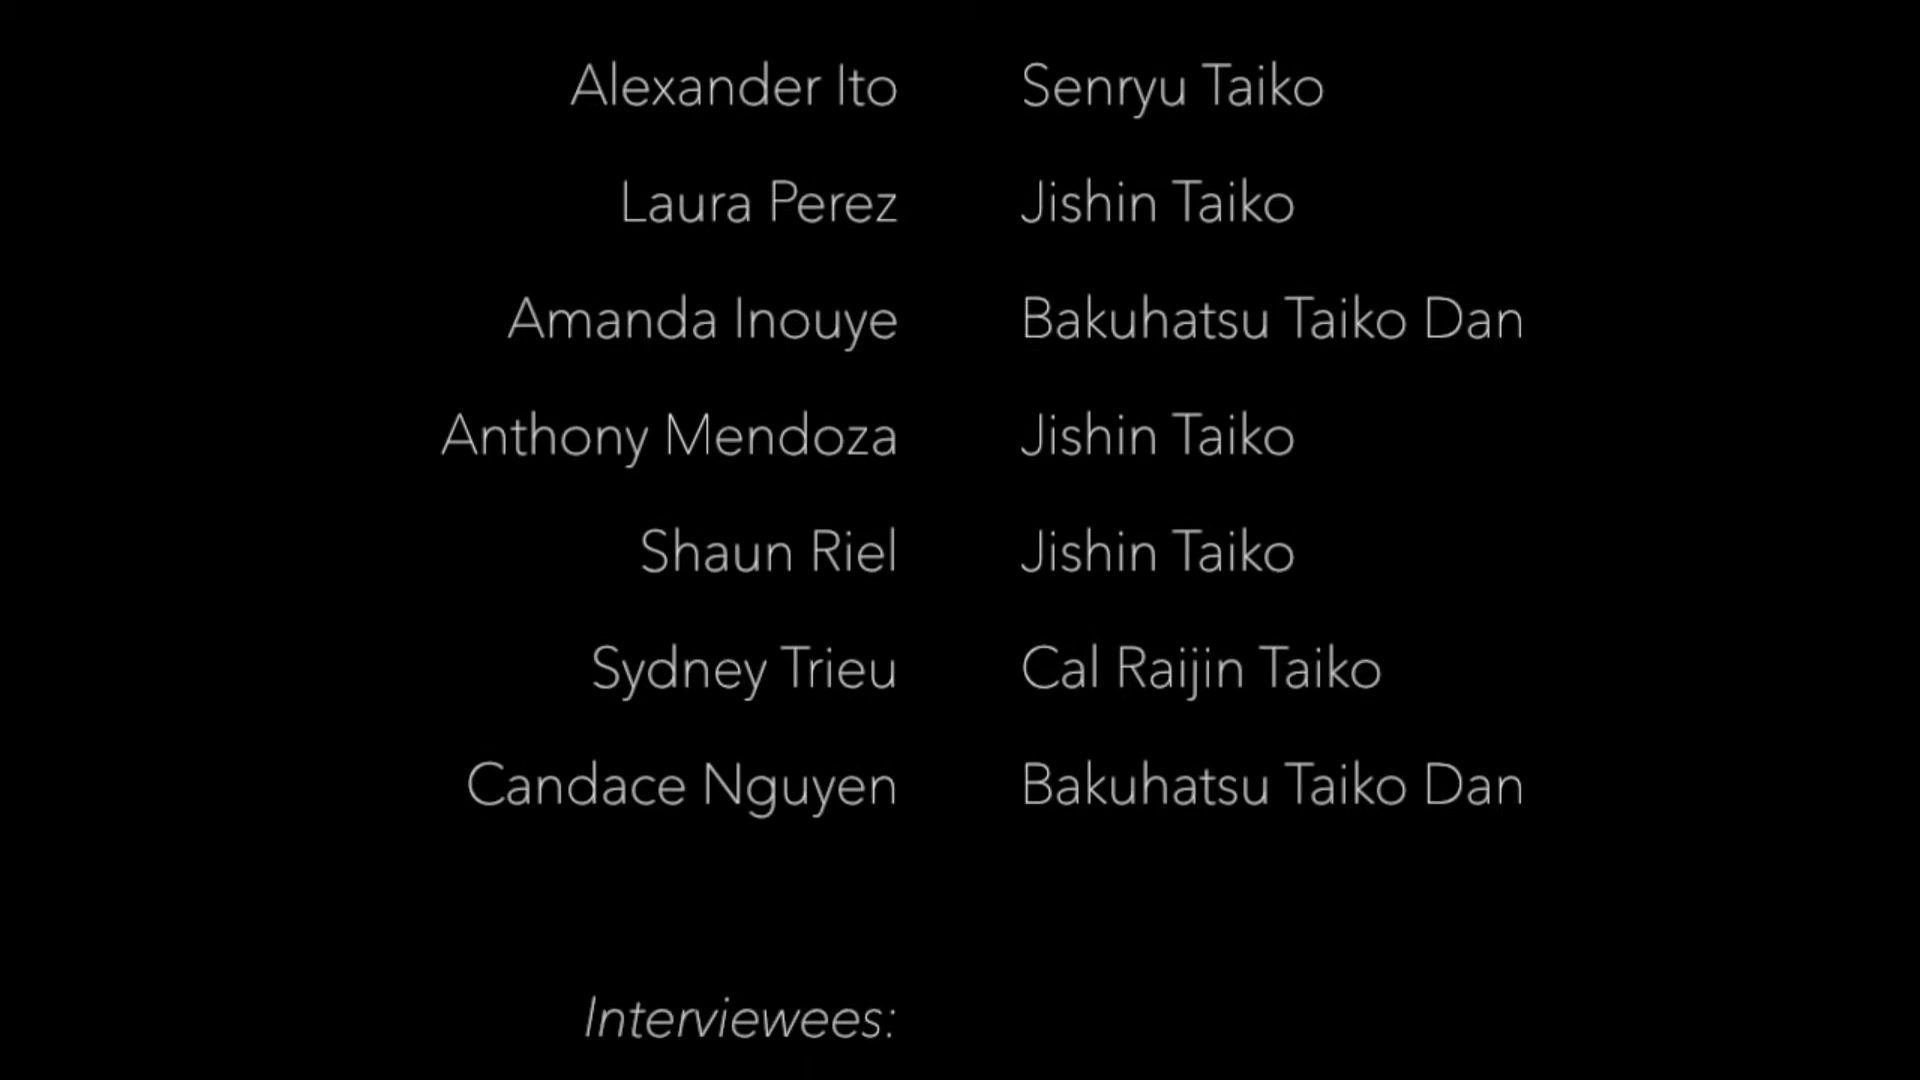 Alexander Ito Senryu Taiko
Laura Perez Jishin Taiko
Amanda Inouye Bakuhatsu Taiko Dan
Anthony Mendoza Jishin Taiko
Shaun Riel Jishin Taiko
Sydney Trieu Cal Raijin Taiko
Candace Nguyen Bakuhatsu Taiko Dan
Interviewees: